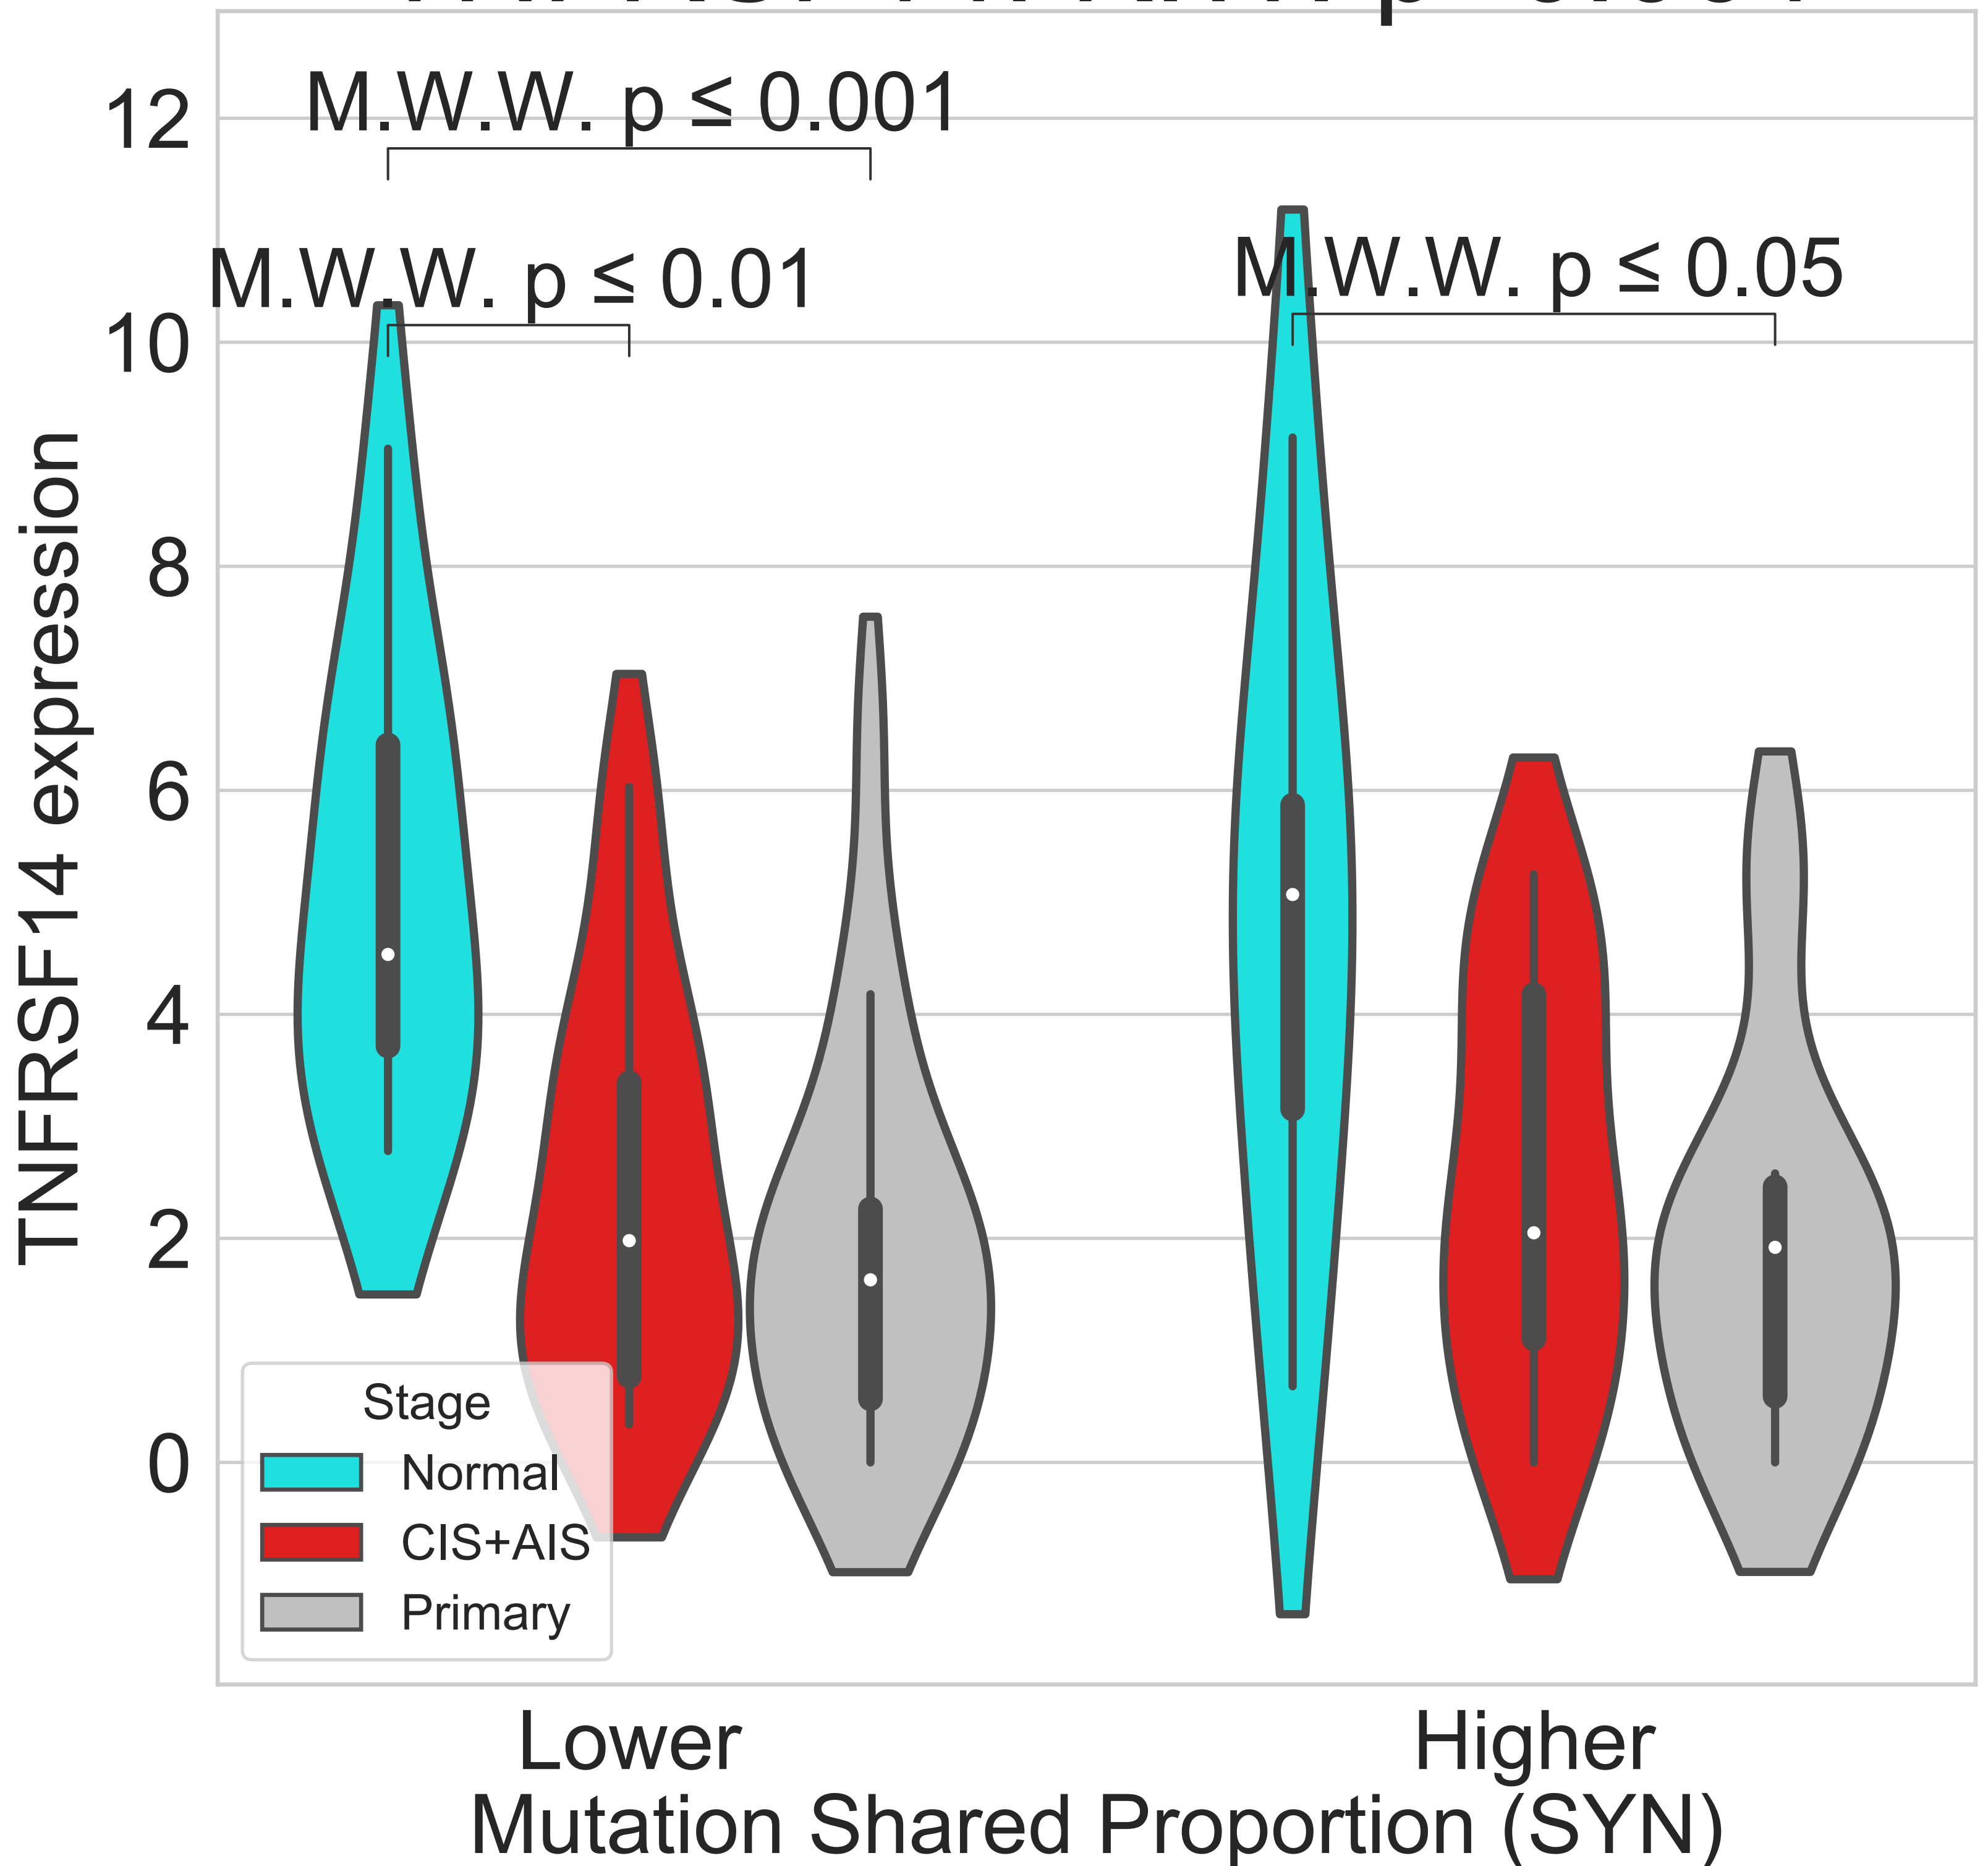 12
M.W.W. p ≤ 0.001
M.W.W. p ≤ 0.01
M.W.W. p ≤ 0.05
10
8
6
4
2
0
TNFRSF14 expression
Stage
Normal
CIS+AIS
Primary
Lower
Higher
Mutation Shared Proportion (SYN)